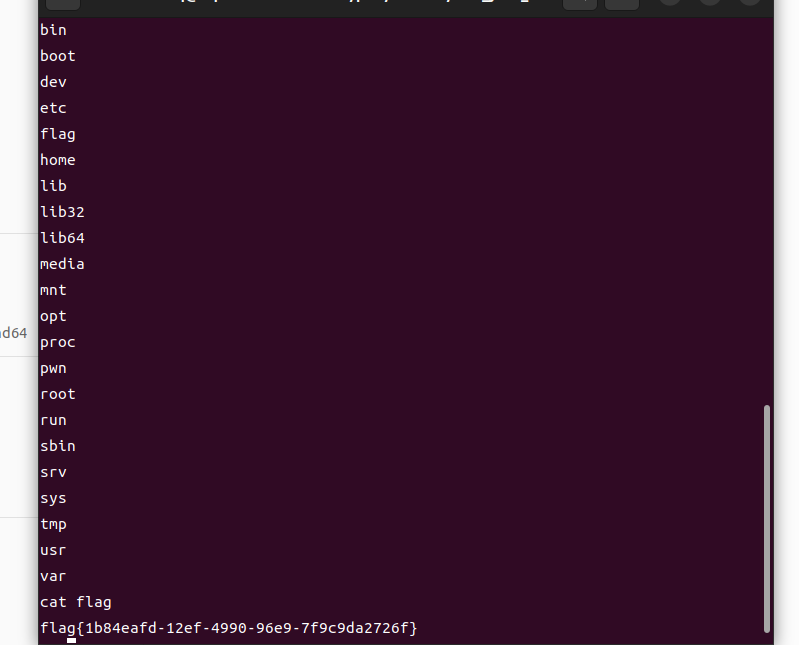 bin
boot
dev
etc
flag
home
lib
lib32
lib64
media
mnt
opt
proc
pwn
root
run
sbin
srv
sys
tmp
usr
var
d64
cat flag
flag{1b84eafd-12ef-4990-96e9-7f9c9da2726f}